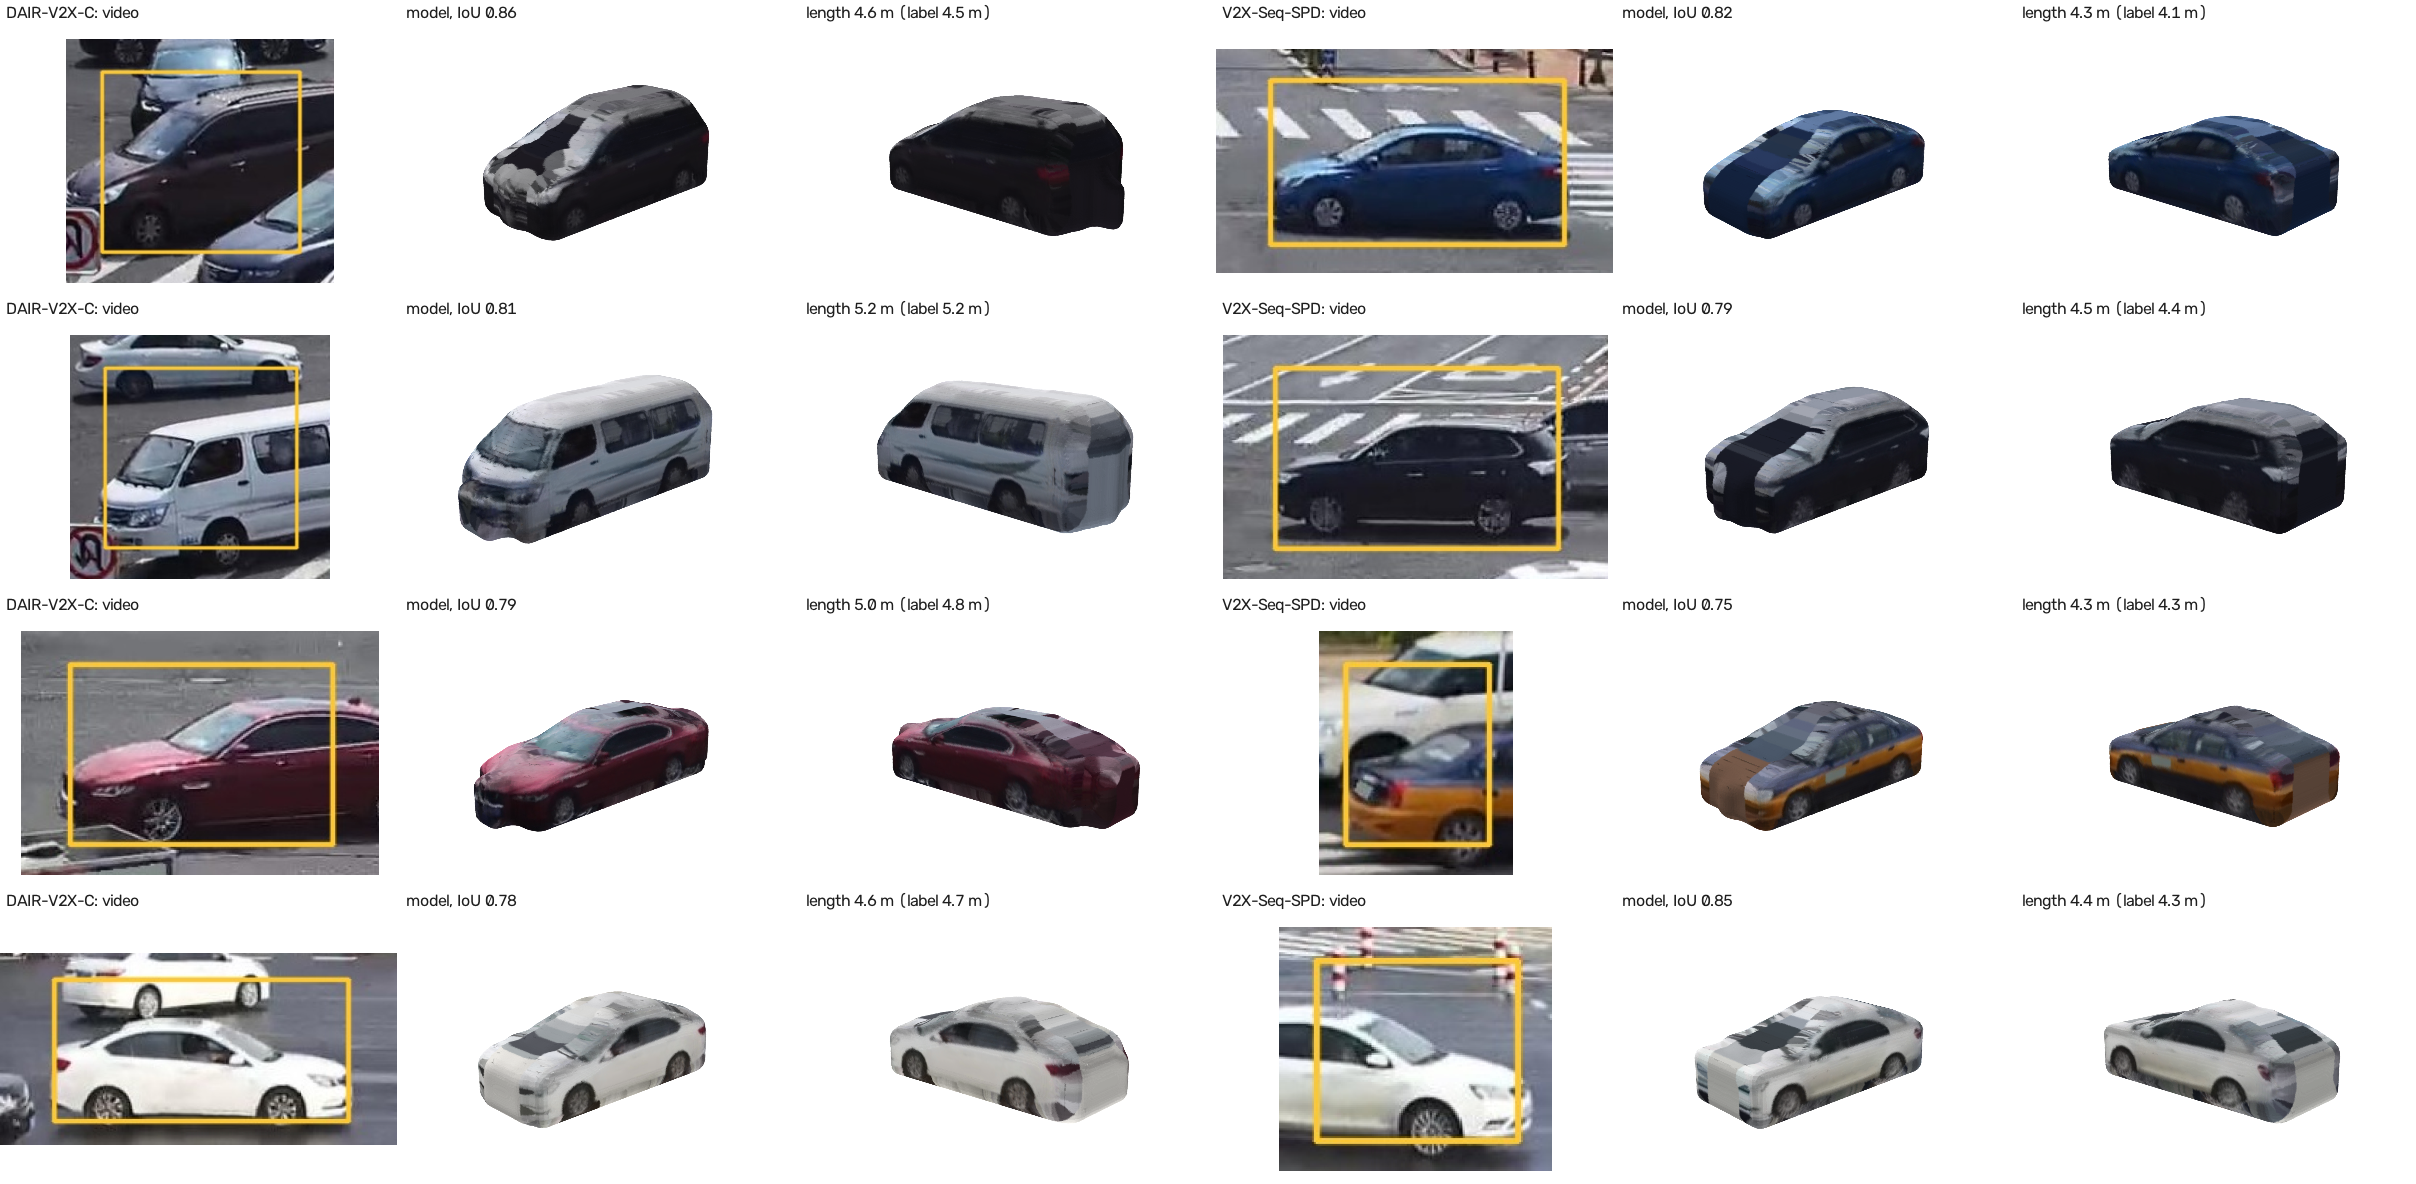 DAIR-V2X-C: video
model, IoU 0.86
length 4.6 m (label 4.5 m)
V2X-Seq-SPD: video
model, IoU 0.82
length 4.3 m (label 4.1 m)
DAIR-V2X-C: video
model, IoU 0.81
length 5.2 m (label 5.2 m)
V2X-Seq-SPD: video
model, IoU 0.79
length 4.5 m (label 4.4 m)
DAIR-V2X-C: video
model, IoU 0.79
length 5.0 m (label 4.8 m)
V2X-Seq-SPD: video
model, IoU 0.75
length 4.3 m (label 4.3 m)
DAIR-V2X-C: video
model, IoU 0.78
length 4.6 m (label 4.7 m)
V2X-Seq-SPD: video
model, IoU 0.85
length 4.4 m (label 4.3 m)